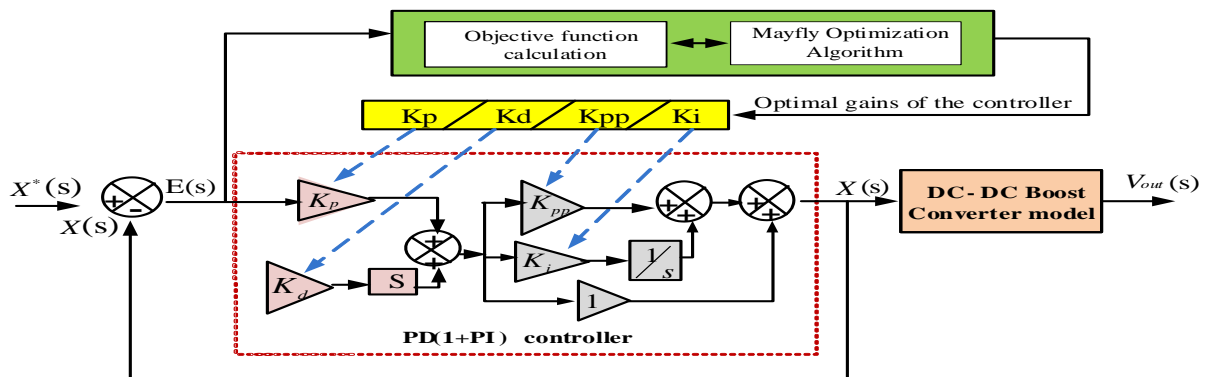 Objective function
calculation
Mayfly Optimization
Algorithm
Optimal gains of the controller
Kp Kd Kpp Ki
X*(s)
+
-
X(s)
E(s)
Kp
Kpp
+
+
+
+
X(s)
DC- DC Boost
Converter model
Vout(s)
+
+
Ki
1/s
Kd
S
1
PD(1+PI) controller